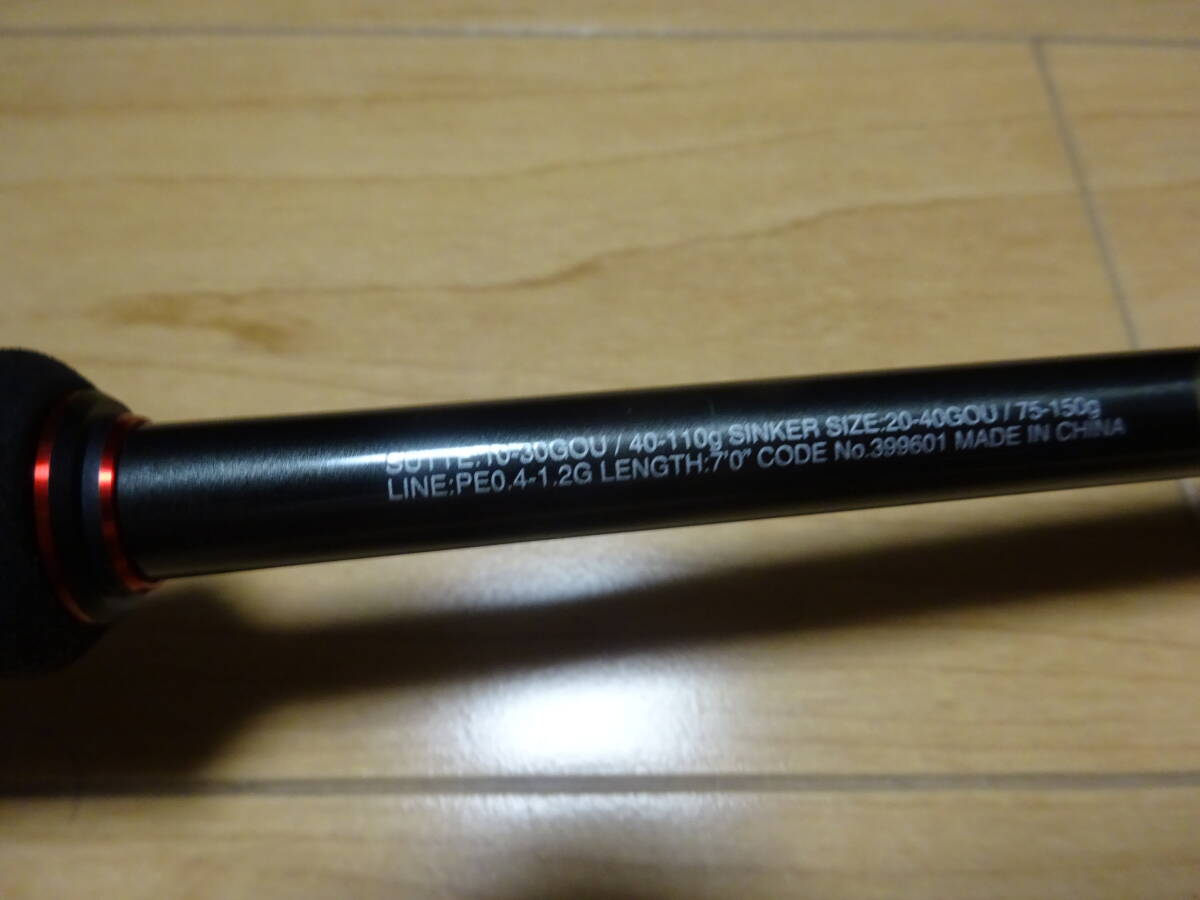 SUTTE:10-30GOU / 40-110g SINKER SIZE:20-40GOU / 75-150g
LINE:PE0.4-1.2G LENGTH:7'0" CODE No.399601 MADE IN CHINA